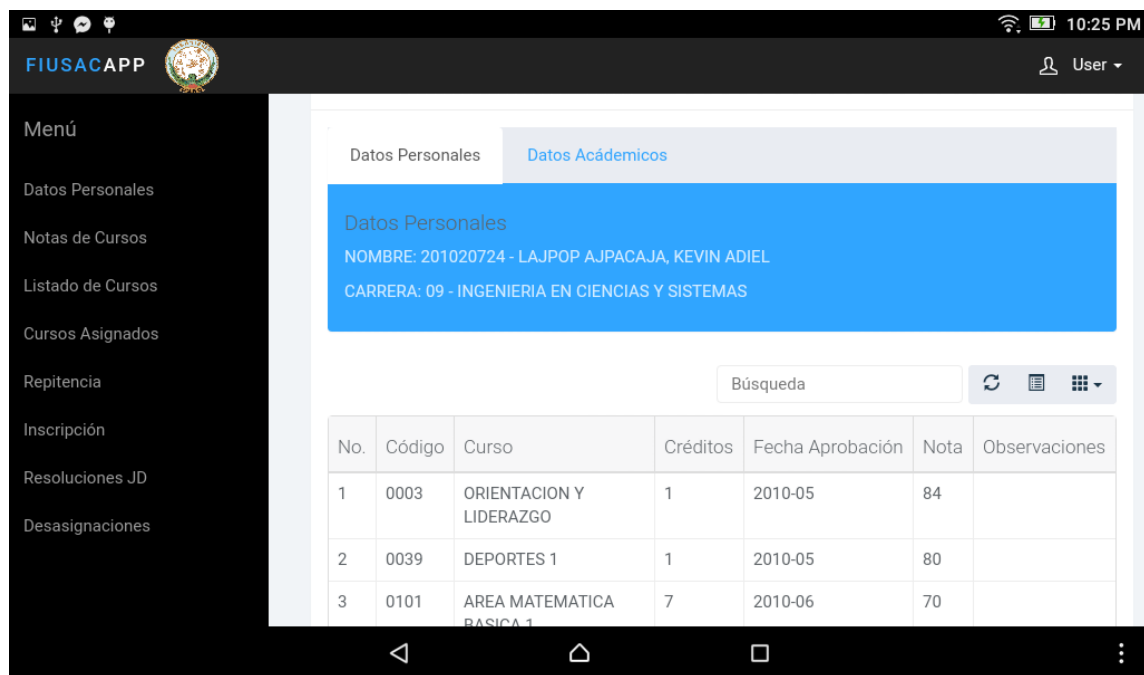 10:25 PM
FIUSACAPP
User
Menú
Datos Personales
Notas de Cursos
Listado de Cursos
Cursos Asignados
Repitencia
Inscripción
Resoluciones JD
Desasignaciones
Datos Personales Datos Acádemicos
Datos Personales
NOMBRE: 201020724 - LAJPOP AJPACAJA, KEVIN ADIEL
CARRERA: 09 - INGENIERIA EN CIENCIAS Y SISTEMAS
Búsqueda
No. Código Curso Créditos Fecha Aprobación Nota Observaciones
1 0003 ORIENTACION Y LIDERAZGO 1 2010-05 84
2 0039 DEPORTES 1 1 2010-05 80
3 0101 AREA MATEMATICA BASICA 1 7 2010-06 70